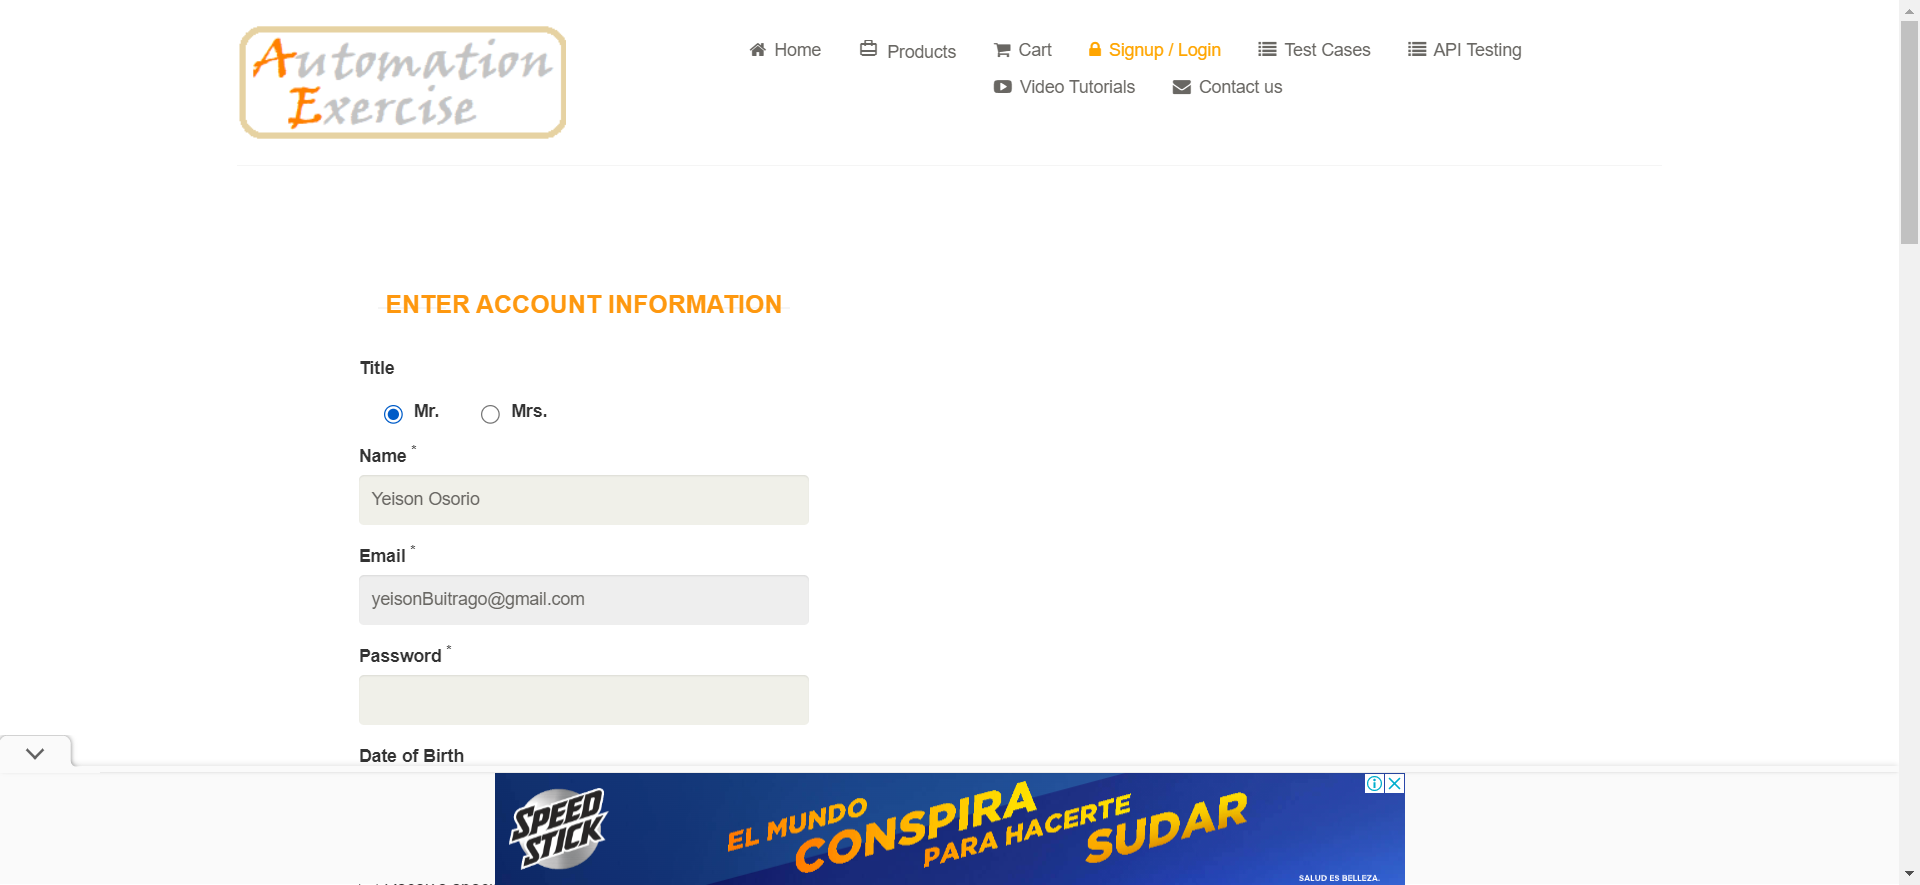 Automation
Exercise
Home
Products
Cart
Signup / Login
Test Cases
API Testing
Video Tutorials
Contact us
ENTER ACCOUNT INFORMATION
Title
Mr.
Mrs.
Name *
Yeison Osorio
Email *
yeisonBuitrago@gmail.com
Password *
Date of Birth
SPEED
STICK
EL MUNDO
CONSPIRA
PARA HACERTE
SUDAR
SALUD ES BELLEZA.